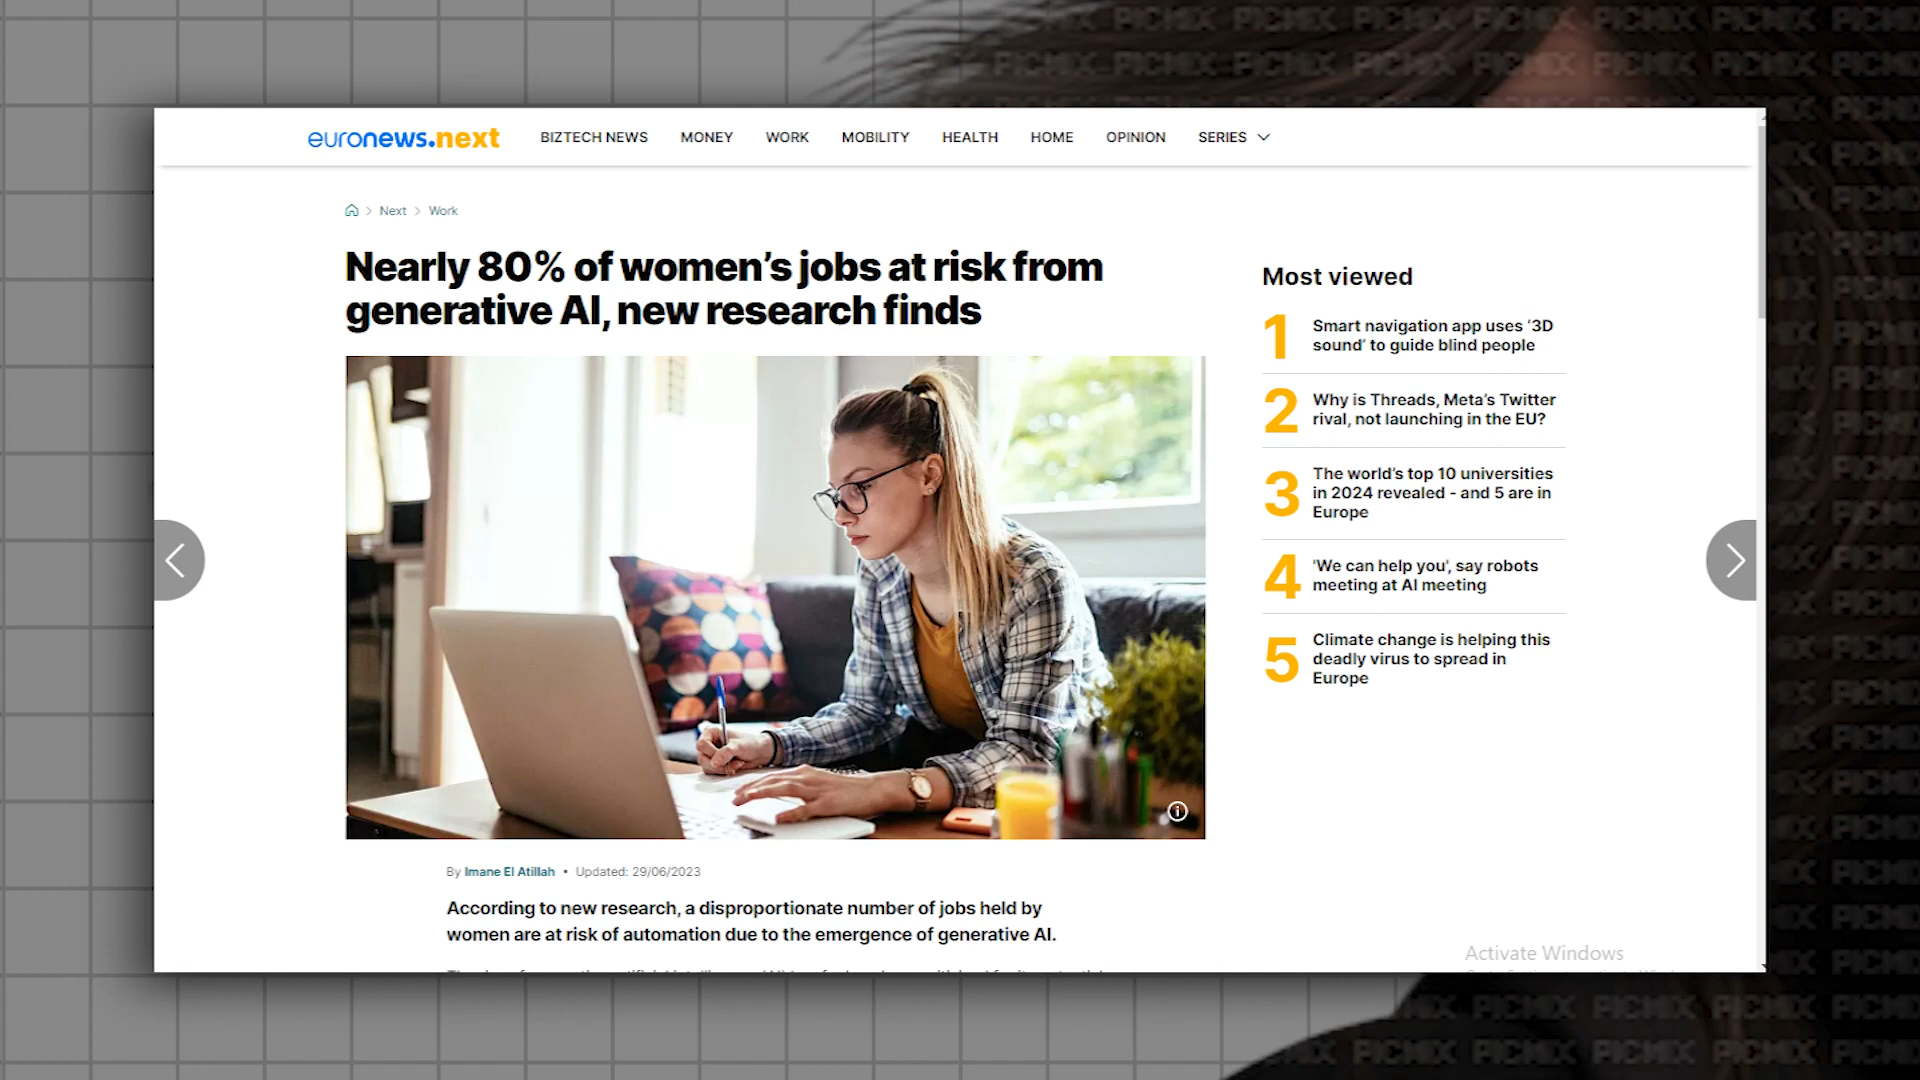 euronews.next
BIZTECH NEWS MONEY WORK MOBILITY HEALTH HOME OPINION SERIES
Next > Work
Nearly 80% of women’s jobs at risk from
generative AI, new research finds
By Imane El Atillah • Updated: 29/06/2023
According to new research, a disproportionate number of jobs held by
women are at risk of automation due to the emergence of generative AI.
Most viewed
1
Smart navigation app uses ‘3D
sound’ to guide blind people
2
Why is Threads, Meta’s Twitter
rival, not launching in the EU?
3
The world’s top 10 universities
in 2024 revealed - and 5 are in
Europe
4
'We can help you', say robots
meeting at AI meeting
5
Climate change is helping this
deadly virus to spread in
Europe
Activate Windows
PICMIX PICMIX PICMIX PICMIX PICMIX PICMIX